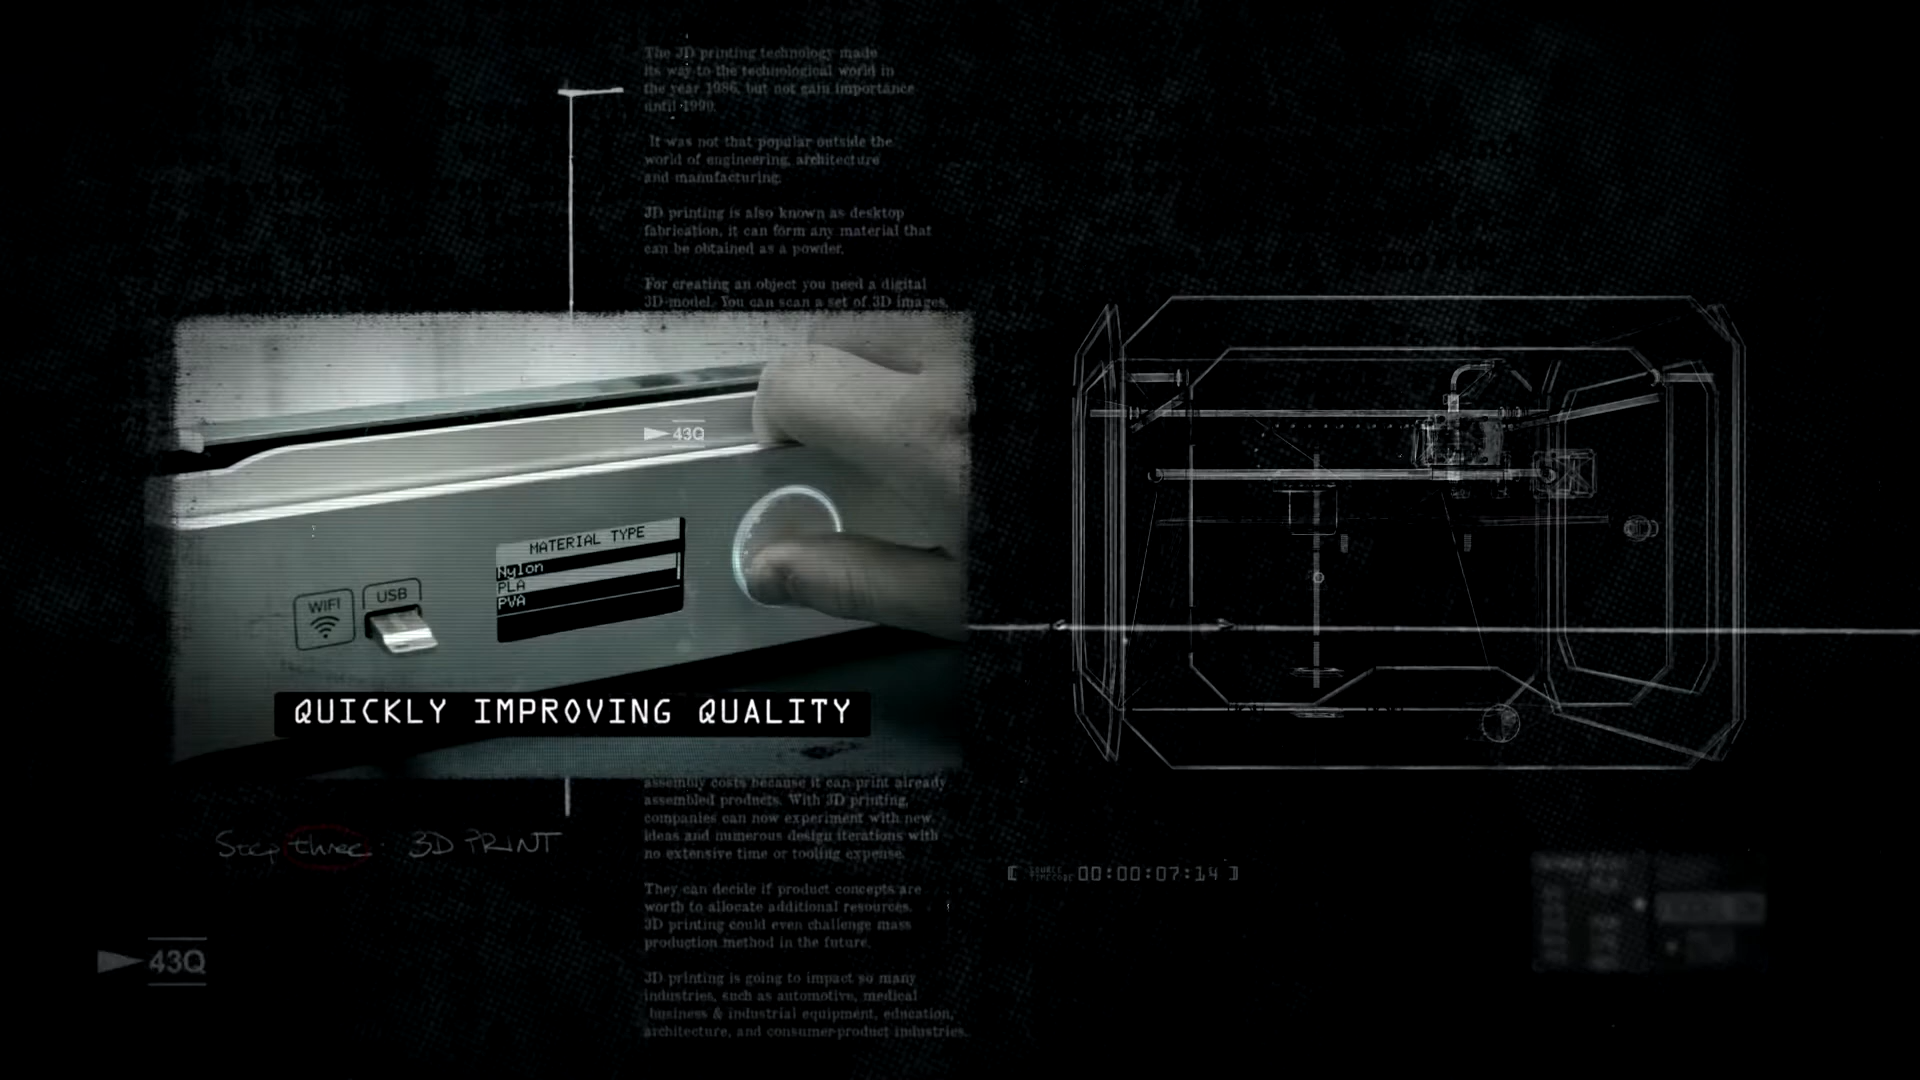 The 3D printing technology made
its way to the technological world in
the year 1986, but not gain importance
until 1990.
It was not that popular outside the
world of engineering, architecture
and manufacturing.
3D printing is also known as desktop
fabrication, it can form any material that
can be obtained as a powder.
For creating an object you need a digital
3D-model. You can scan a set of 3D images,
43Q
MATERIAL TYPE
Nylon
PLA
PVA
WIFI
USB
QUICKLY IMPROVING QUALITY
assembly costs because it can print already
assembled products. With 3D printing,
companies can now experiment with new
ideas and numerous design iterations with
no extensive time or tooling expense.
Step three: 3D PRINT
They can decide if product concepts are
worth to allocate additional resources.
3D printing could even challenge mass
production method in the future.
[ SOURCE TIMECODE 00:00:07:14 ]
43Q
3D printing is going to impact so many
industries, such as automotive, medical
business & industrial equipment, education,
architecture, and consumer-product industries.